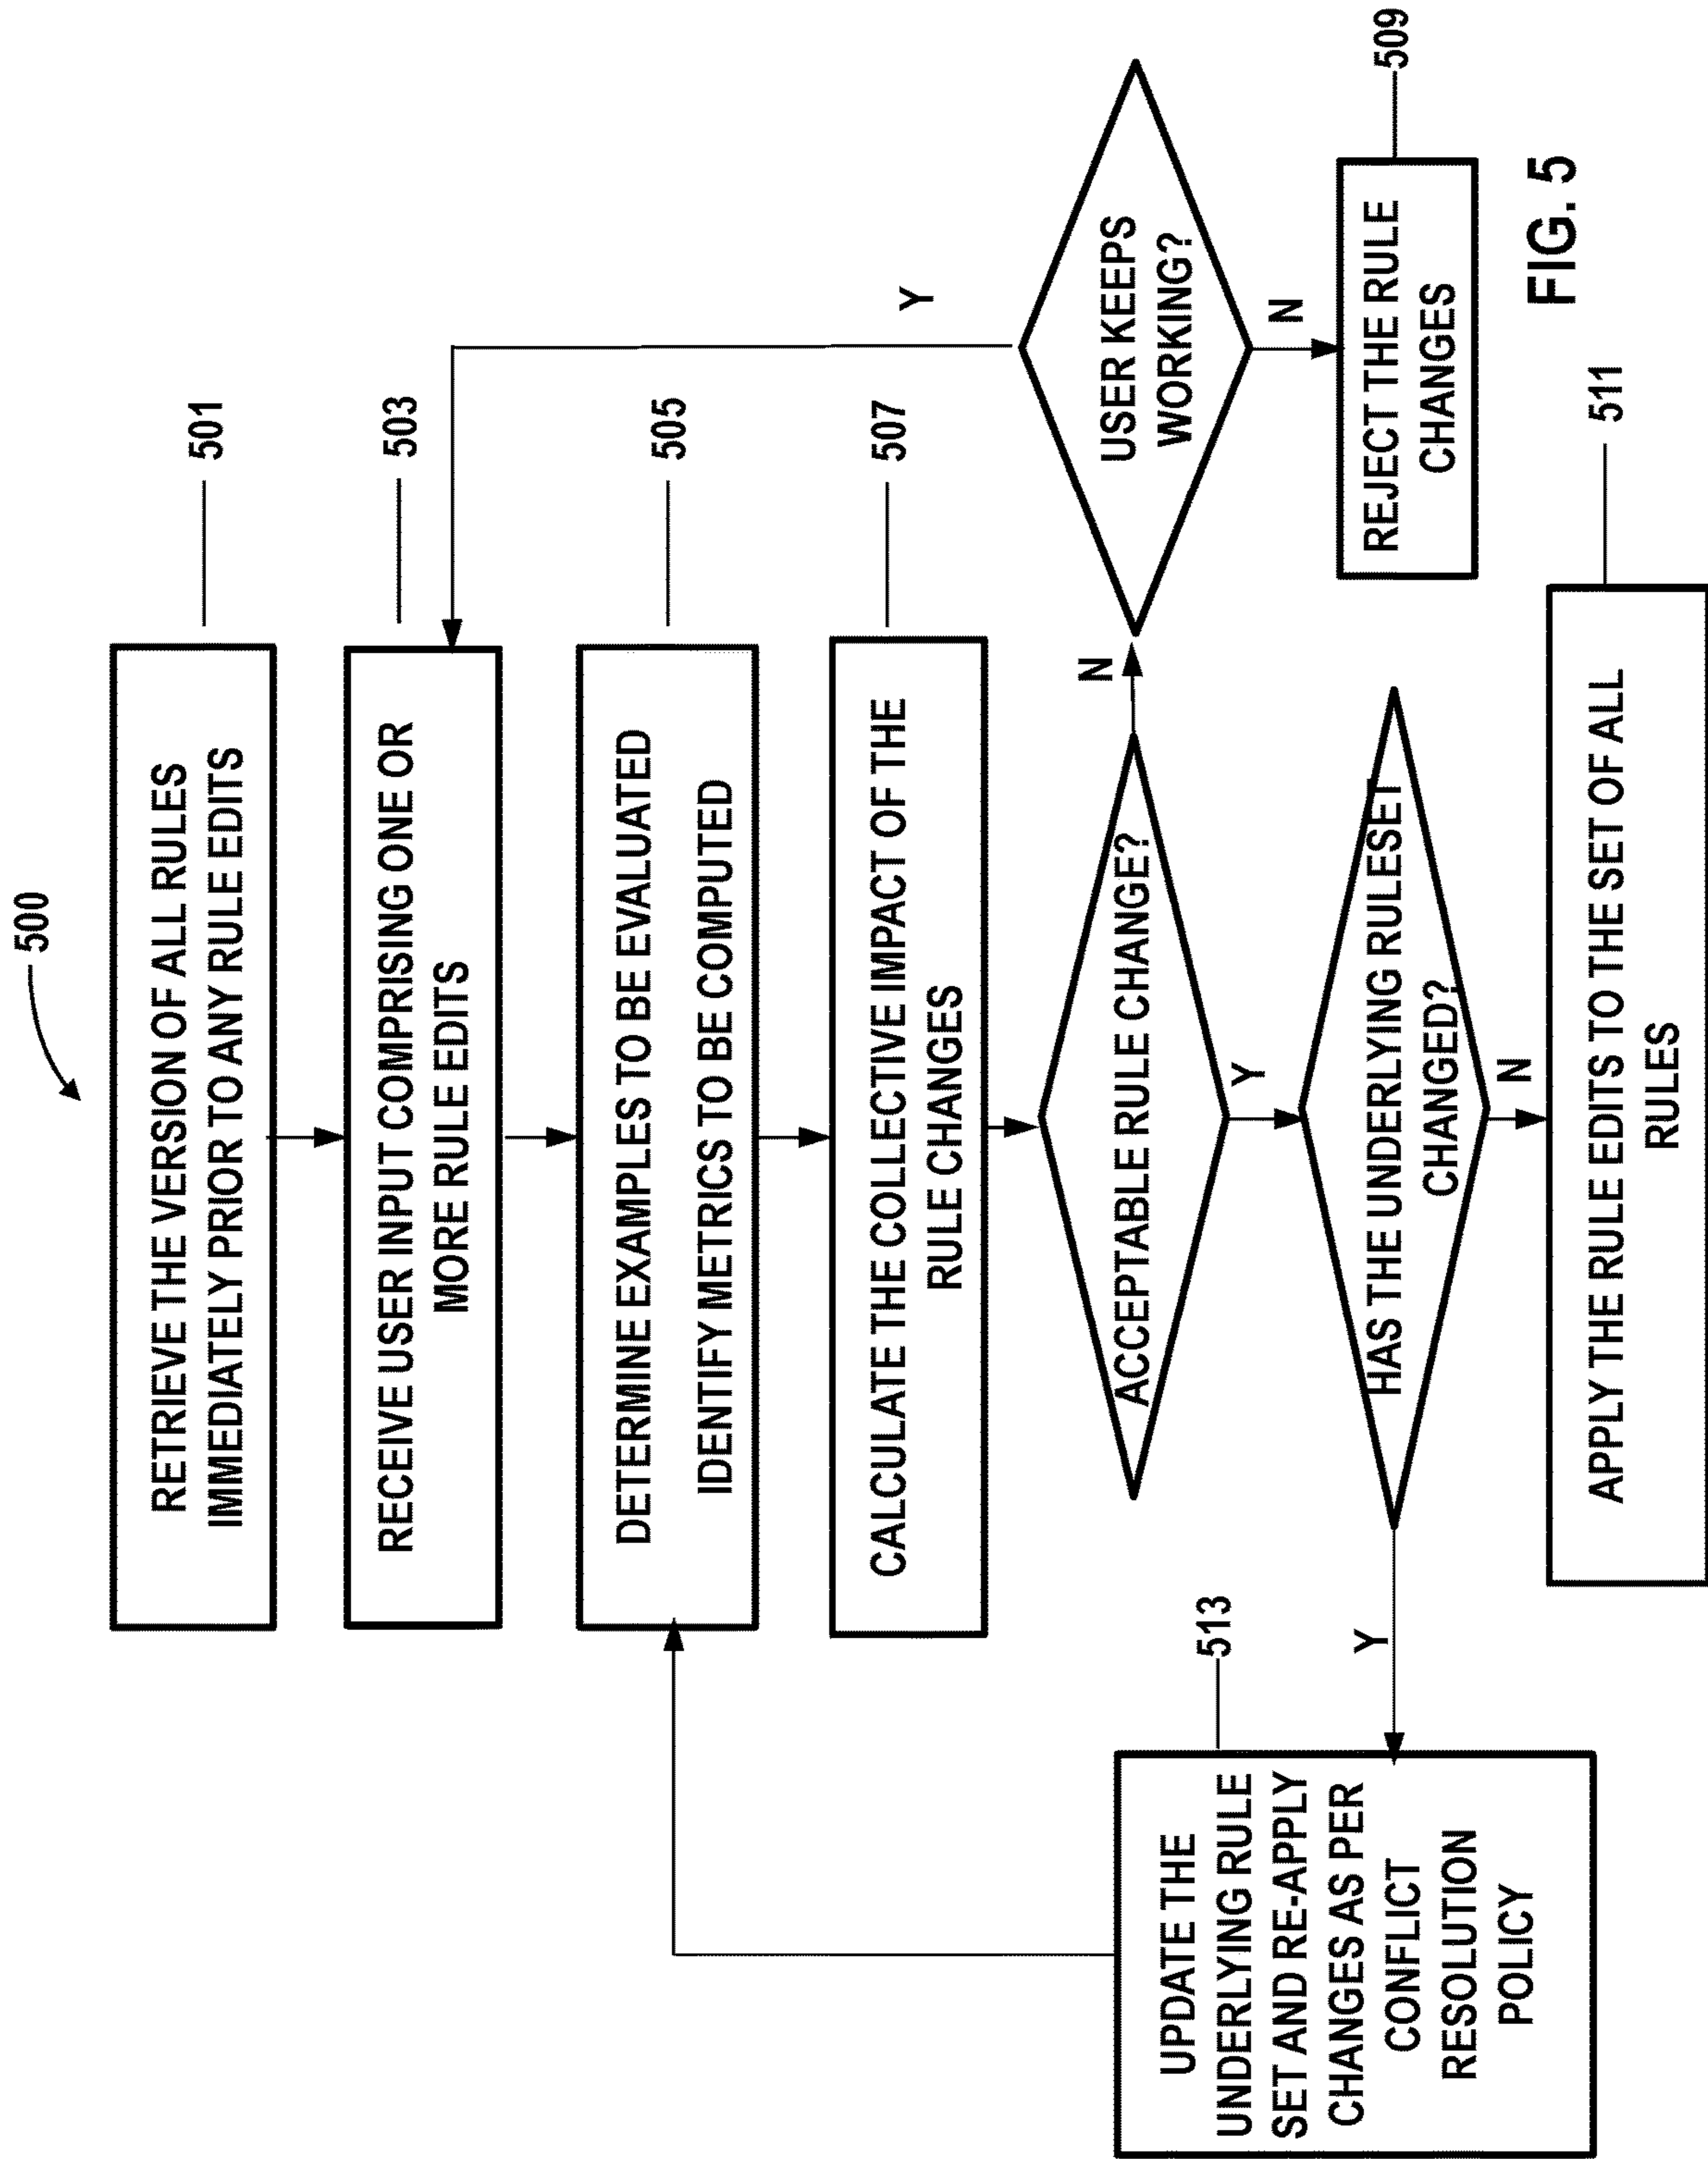 500
RETRIEVE THE VERSION OF ALL RULES
IMMEDIATELY PRIOR TO ANY RULE EDITS
501
RECEIVE USER INPUT COMPRISING ONE OR
MORE RULE EDITS
503
DETERMINE EXAMPLES TO BE EVALUATED
IDENTIFY METRICS TO BE COMPUTED
505
CALCULATE THE COLLECTIVE IMPACT OF THE
RULE CHANGES
507
ACCEPTABLE RULE CHANGE?
N
Y
USER KEEPS
WORKING?
Y
N
REJECT THE RULE
CHANGES
509
HAS THE UNDERLYING RULESET
CHANGED?
Y
N
UPDATE THE
UNDERLYING RULE
SET AND RE-APPLY
CHANGES AS PER
CONFLICT
RESOLUTION
POLICY
513
APPLY THE RULE EDITS TO THE SET OF ALL
RULES
511
FIG. 5